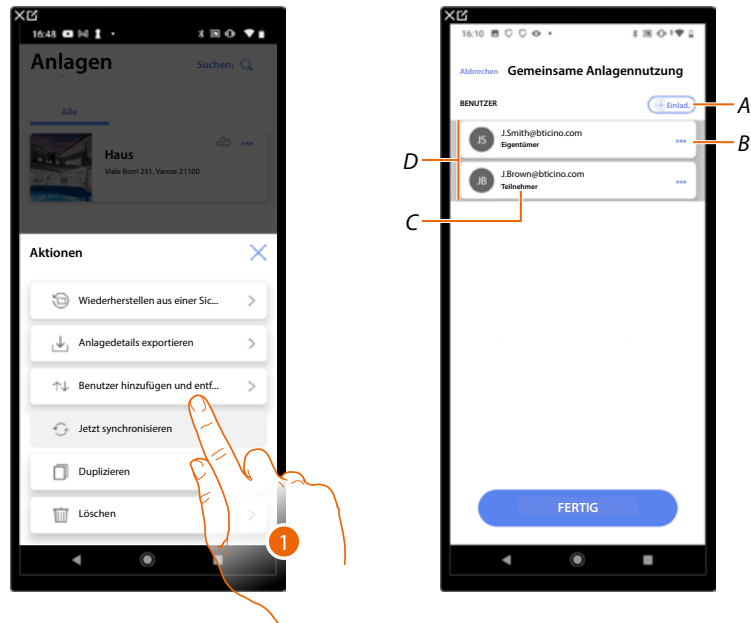 16:48
Anlagen
Suchen
Alle
Haus
Viale Borri 231, Varese 21100
Aktionen
Wiederherstellen aus einer Sic...
Anlagedetails exportieren
Benutzer hinzufügen und entf...
Jetzt synchronisieren
Duplizieren
Löschen
1
16:10
Abbrechen Gemeinsame Anlagennutzung
BENUTZER
Einlad.
A
JS
J.Smith@bticino.com
Eigentümer
B
D
JB
J.Brown@bticino.com
Teilnehmer
C
FERTIG